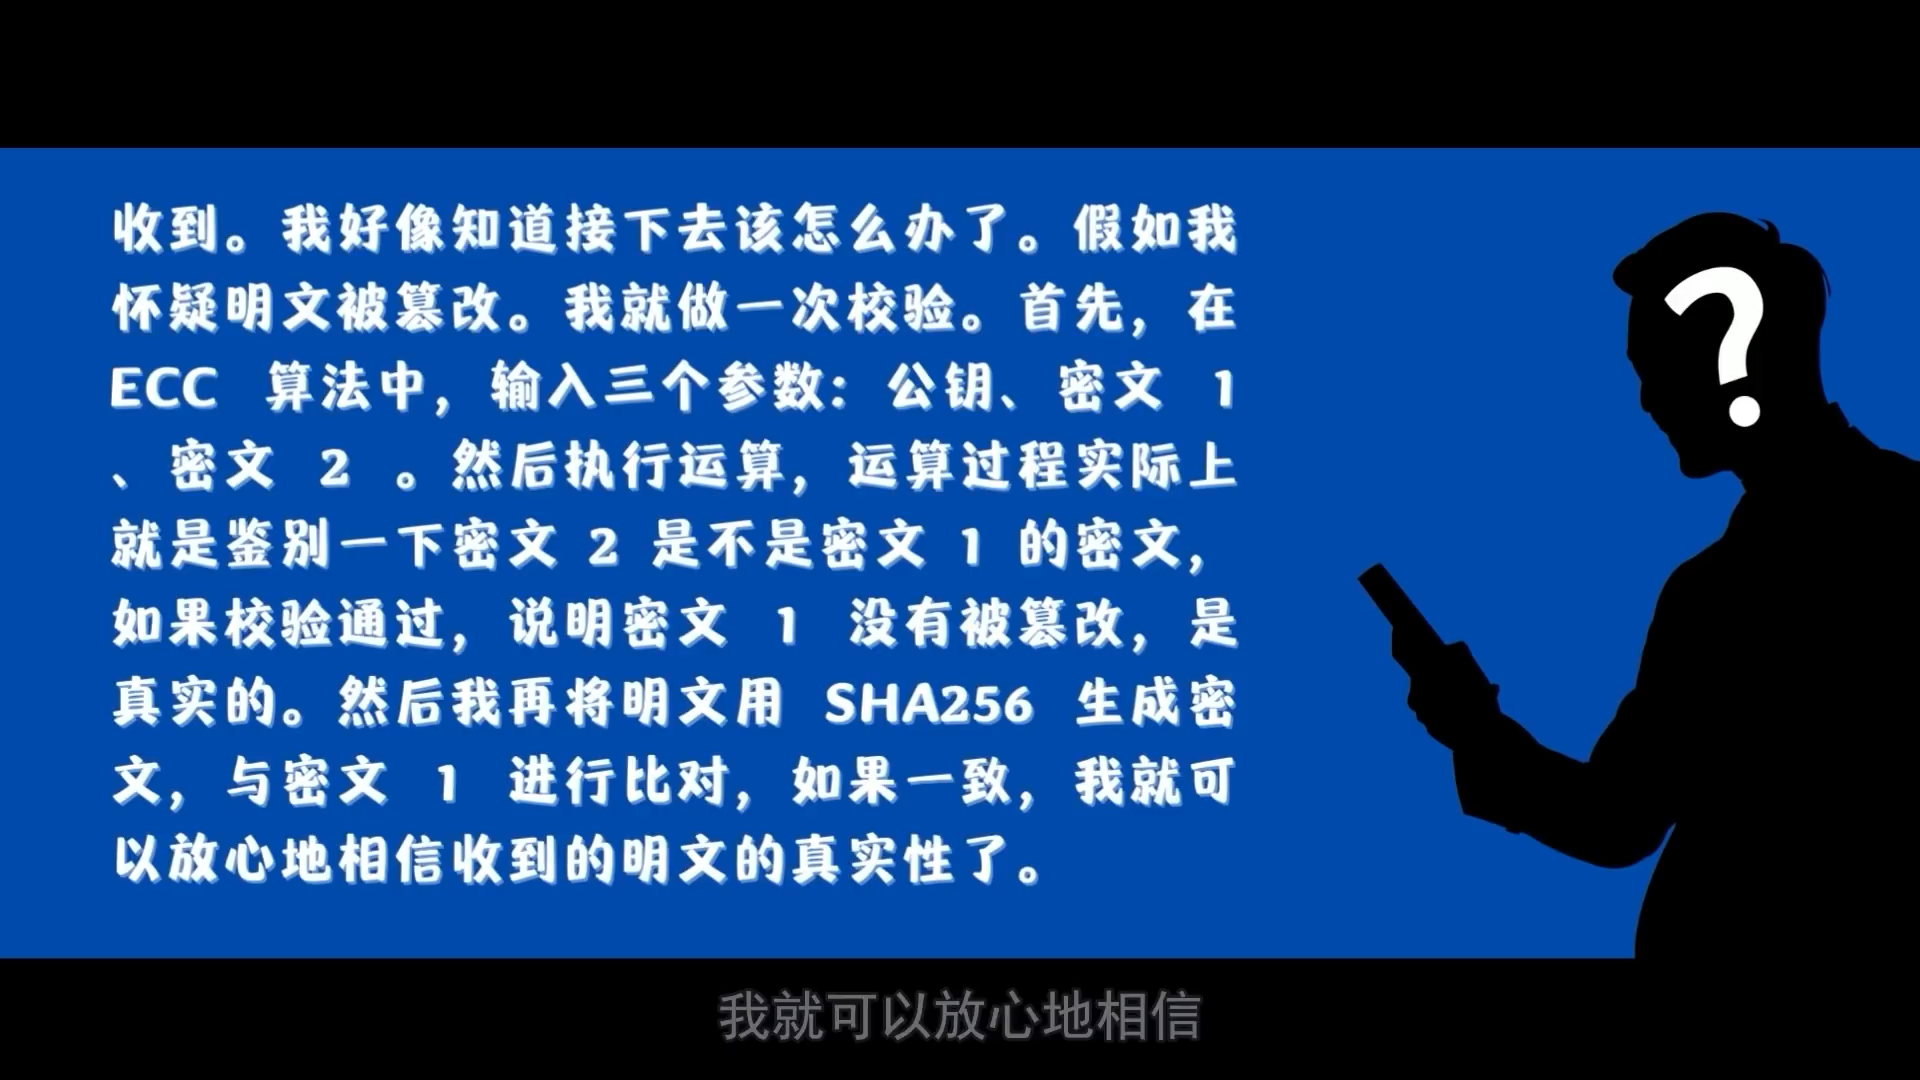 收到。我好像知道接下去该怎么办了。假如我
怀疑明文被篡改。我就做一次校验。首先，在
ECC 算法中，输入三个参数：公钥、密文 1
、密文 2 。然后执行运算，运算过程实际上
就是鉴别一下密文 2 是不是密文 1 的密文，
如果校验通过，说明密文 1 没有被篡改，是
真实的。然后我再将明文用 SHA256 生成密
文，与密文 1 进行比对，如果一致，我就可
以放心地相信收到的明文的真实性了。
?
我就可以放心地相信